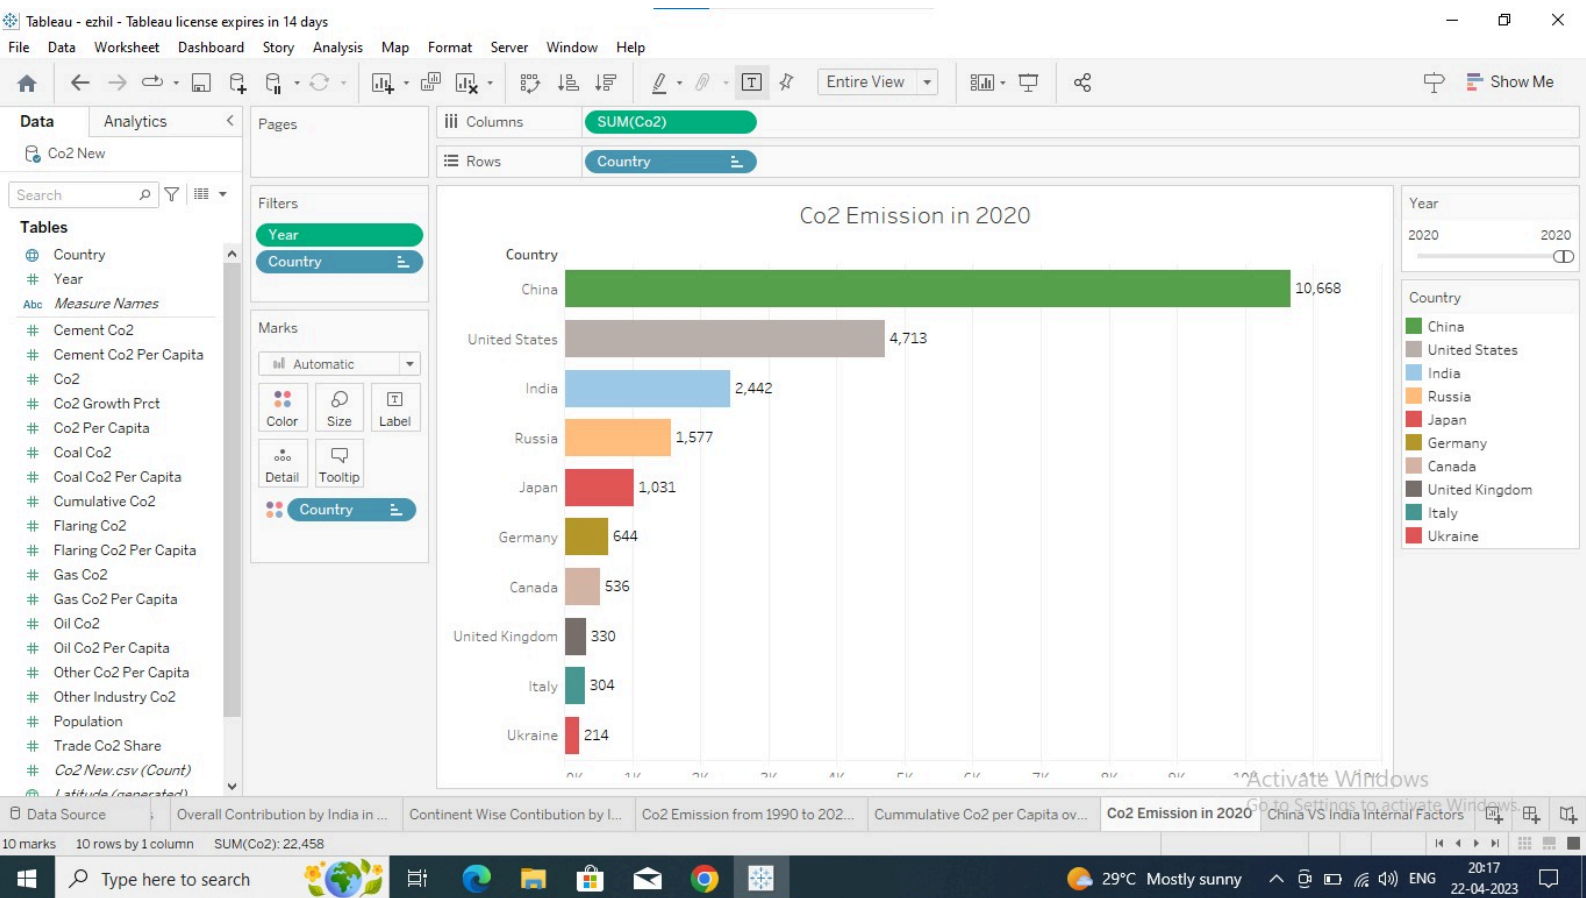 Tableau - ezhil - Tableau license expires in 14 days
File Data Worksheet Dashboard Story Analysis Map Format Server Window Help
Entire View
Show Me
Data Analytics
Co2 New
Search
Tables
Country
Year
Abc Measure Names
Cement Co2
Cement Co2 Per Capita
Co2
Co2 Growth Prct
Co2 Per Capita
Coal Co2
Coal Co2 Per Capita
Cumulative Co2
Flaring Co2
Flaring Co2 Per Capita
Gas Co2
Gas Co2 Per Capita
Oil Co2
Oil Co2 Per Capita
Other Co2 Per Capita
Other Industry Co2
Population
Trade Co2 Share
Co2 New.csv (Count)
Latitude (generated)
Pages
Filters
Year
Country
Marks
Automatic
Color Size Label
Detail Tooltip
Country
Columns SUM(Co2)
Rows Country
Co2 Emission in 2020
Country
China 10,668
United States 4,713
India 2,442
Russia 1,577
Japan 1,031
Germany 644
Canada 536
United Kingdom 330
Italy 304
Ukraine 214
Year
2020 2020
Country
China
United States
India
Russia
Japan
Germany
Canada
United Kingdom
Italy
Ukraine
Activate Windows
Go to Settings to activate Windows.
Data Source Overall Contribution by India in ... Continent Wise Contibution by I... Co2 Emission from 1990 to 202... Cummulative Co2 per Capita ov... Co2 Emission in 2020 China VS India Internal Factors
10 marks 10 rows by 1 column SUM(Co2): 22,458
Type here to search
29°C Mostly sunny
ENG
20:17
22-04-2023